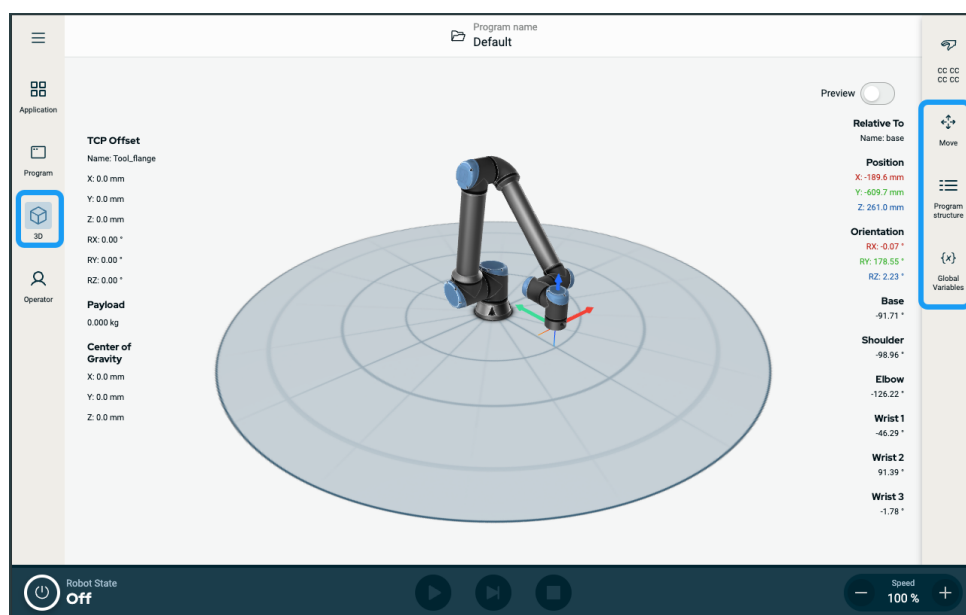 Program name
Default
Application
Program
3D
Operator
TCP Offset
Name: Tool_flange
X: 0.0 mm
Y: 0.0 mm
Z: 0.0 mm
RX: 0.00 °
RY: 0.00 °
RZ: 0.00 °
Payload
0.000 kg
Center of
Gravity
X: 0.0 mm
Y: 0.0 mm
Z: 0.0 mm
Preview
Relative To
Name: base
Position
X: -189.6 mm
Y: -609.7 mm
Z: 261.0 mm
Orientation
RX: -0.07 °
RY: 178.55 °
RZ: 2.23 °
Base
-91.71 °
Shoulder
-98.96 °
Elbow
-126.22 °
Wrist 1
-46.29 °
Wrist 2
91.39 °
Wrist 3
-1.78 °
CC CC
CC CC
Move
Program
structure
{x}
Global
Variables
Robot State
Off
Speed
100 %